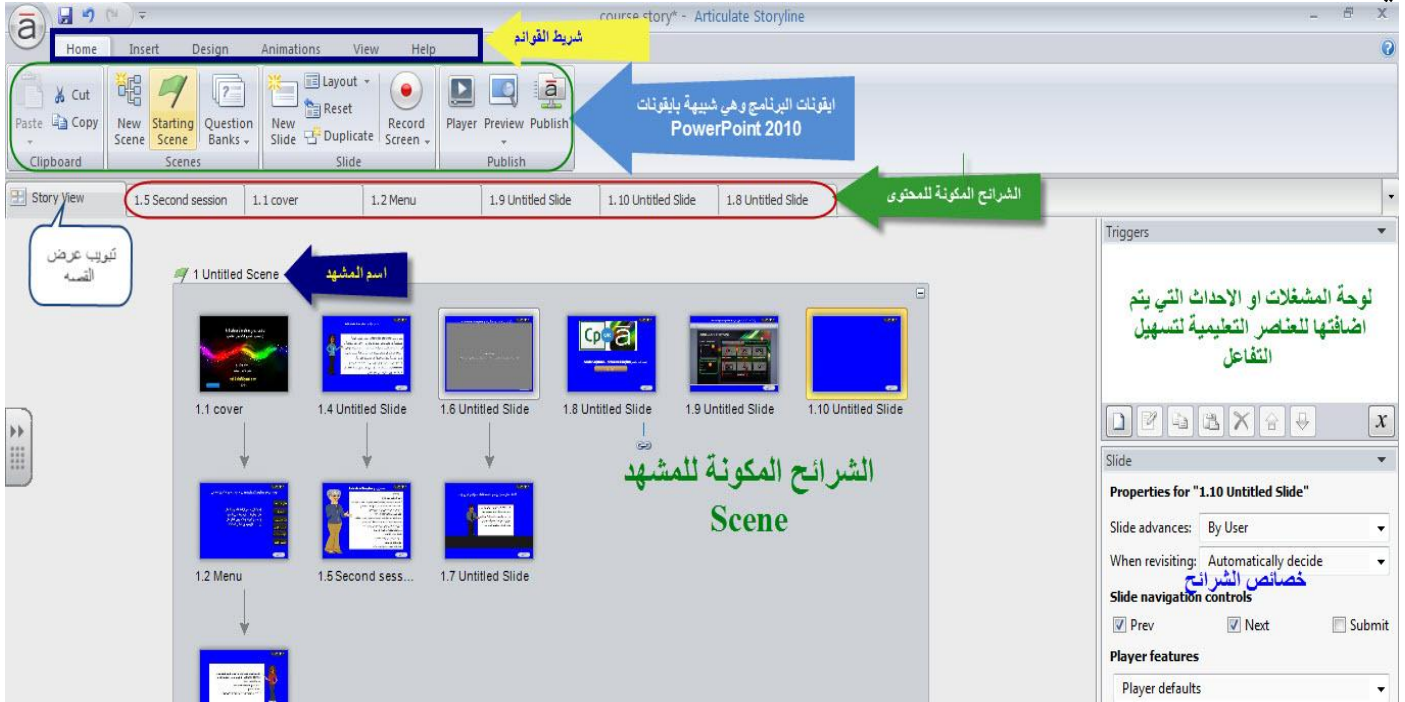 course story* - Articulate Storyline
Home Insert Design Animations View Help
شريط القوائم
Paste
Cut
Copy
Clipboard
New Scene
Starting Scene
Question Banks
Scenes
New Slide
Layout
Reset
Duplicate
Record Screen
Slide
Player Preview Publish
Publish
ايقونات البرنامج وهي شبيهة بايقونات
PowerPoint 2010
Story View
1.5 Second session
1.1 cover
1.2 Menu
1.9 Untitled Slide
1.10 Untitled Slide
1.8 Untitled Slide
الشرائح المكونة للمحتوى
تبويب عرض
القصه
1 Untitled Scene
اسم المشهد
1.1 cover
1.4 Untitled Slide
1.6 Untitled Slide
1.8 Untitled Slide
1.9 Untitled Slide
1.10 Untitled Slide
الشرائح المكونة للمشهد
Scene
1.2 Menu
1.5 Second sess...
1.7 Untitled Slide
Triggers
لوحة المشغلات او الاحداث التي يتم
اضافتها للعناصر التعليمية لتسهيل
التفاعل
Slide
Properties for "1.10 Untitled Slide"
Slide advances: By User
When revisiting: Automatically decide
خصائص الشرائح
Slide navigation controls
Prev Next Submit
Player features
Player defaults